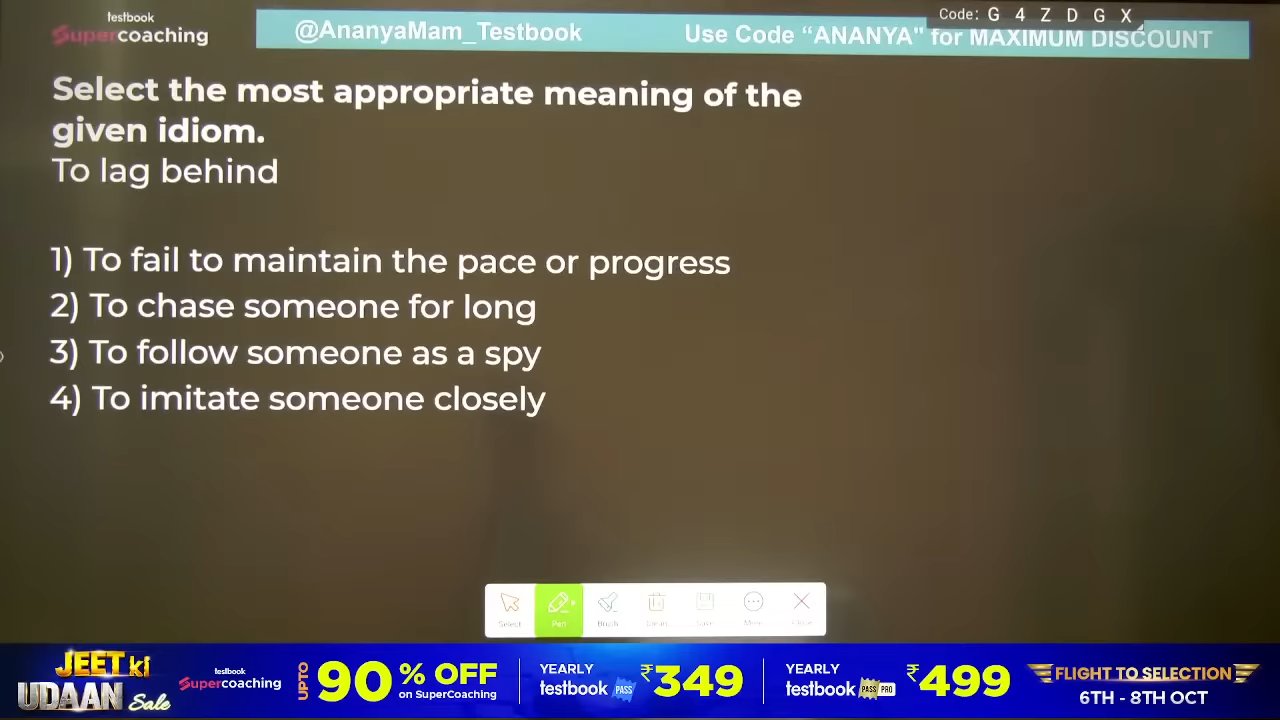 testbook
Supercoaching
@AnanyaMam_Testbook
Use Code “ANANYA" for MAXIMUM DISCOUNT
Code: G 4 Z D G X
Select the most appropriate meaning of the
given idiom.
To lag behind
1) To fail to maintain the pace or progress
2) To chase someone for long
3) To follow someone as a spy
4) To imitate someone closely
Select
Pen
Brush
Save
More
Close
JEET ki
UDAAN Sale
testbook
Supercoaching
UPTO 90% OFF
on SuperCoaching
YEARLY
testbook PASS
₹349
YEARLY
testbook PASS PRO
₹499
FLIGHT TO SELECTION
6TH - 8TH OCT